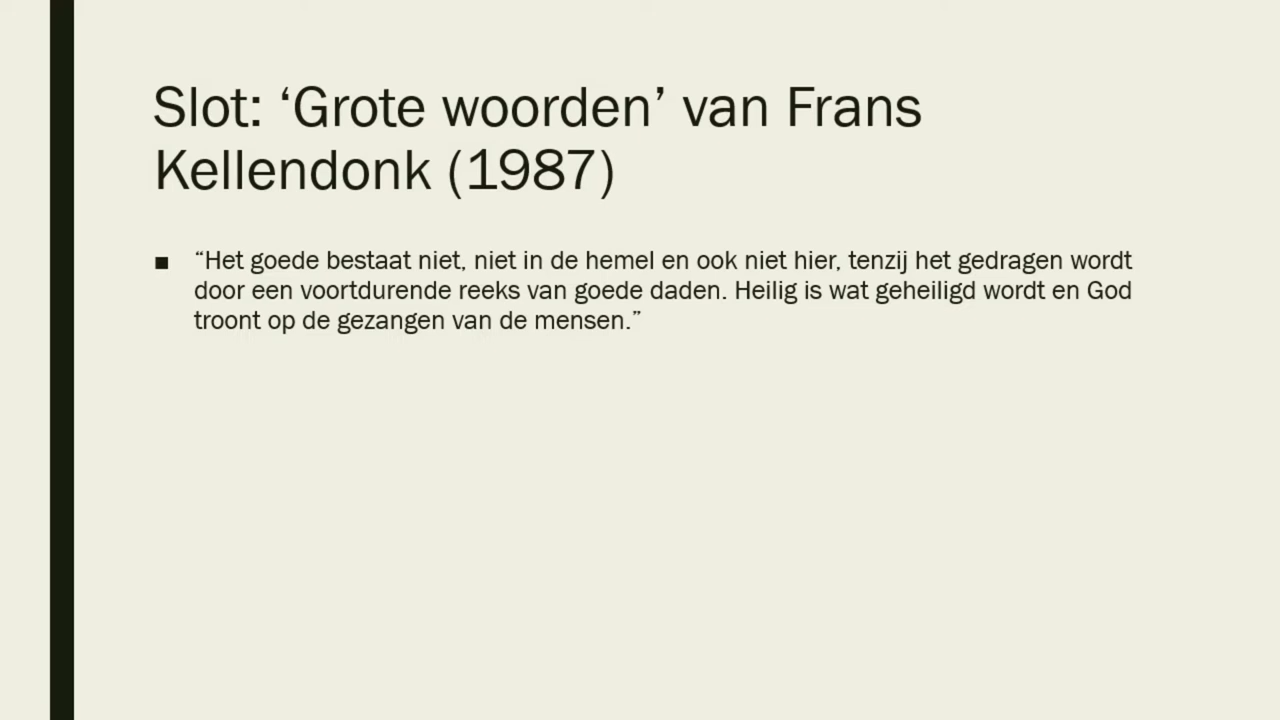 Slot: ‘Grote woorden’ van Frans
Kellendonk (1987)
■ “Het goede bestaat niet, niet in de hemel en ook niet hier, tenzij het gedragen wordt
door een voortdurende reeks van goede daden. Heilig is wat geheiligd wordt en God
troont op de gezangen van de mensen.”